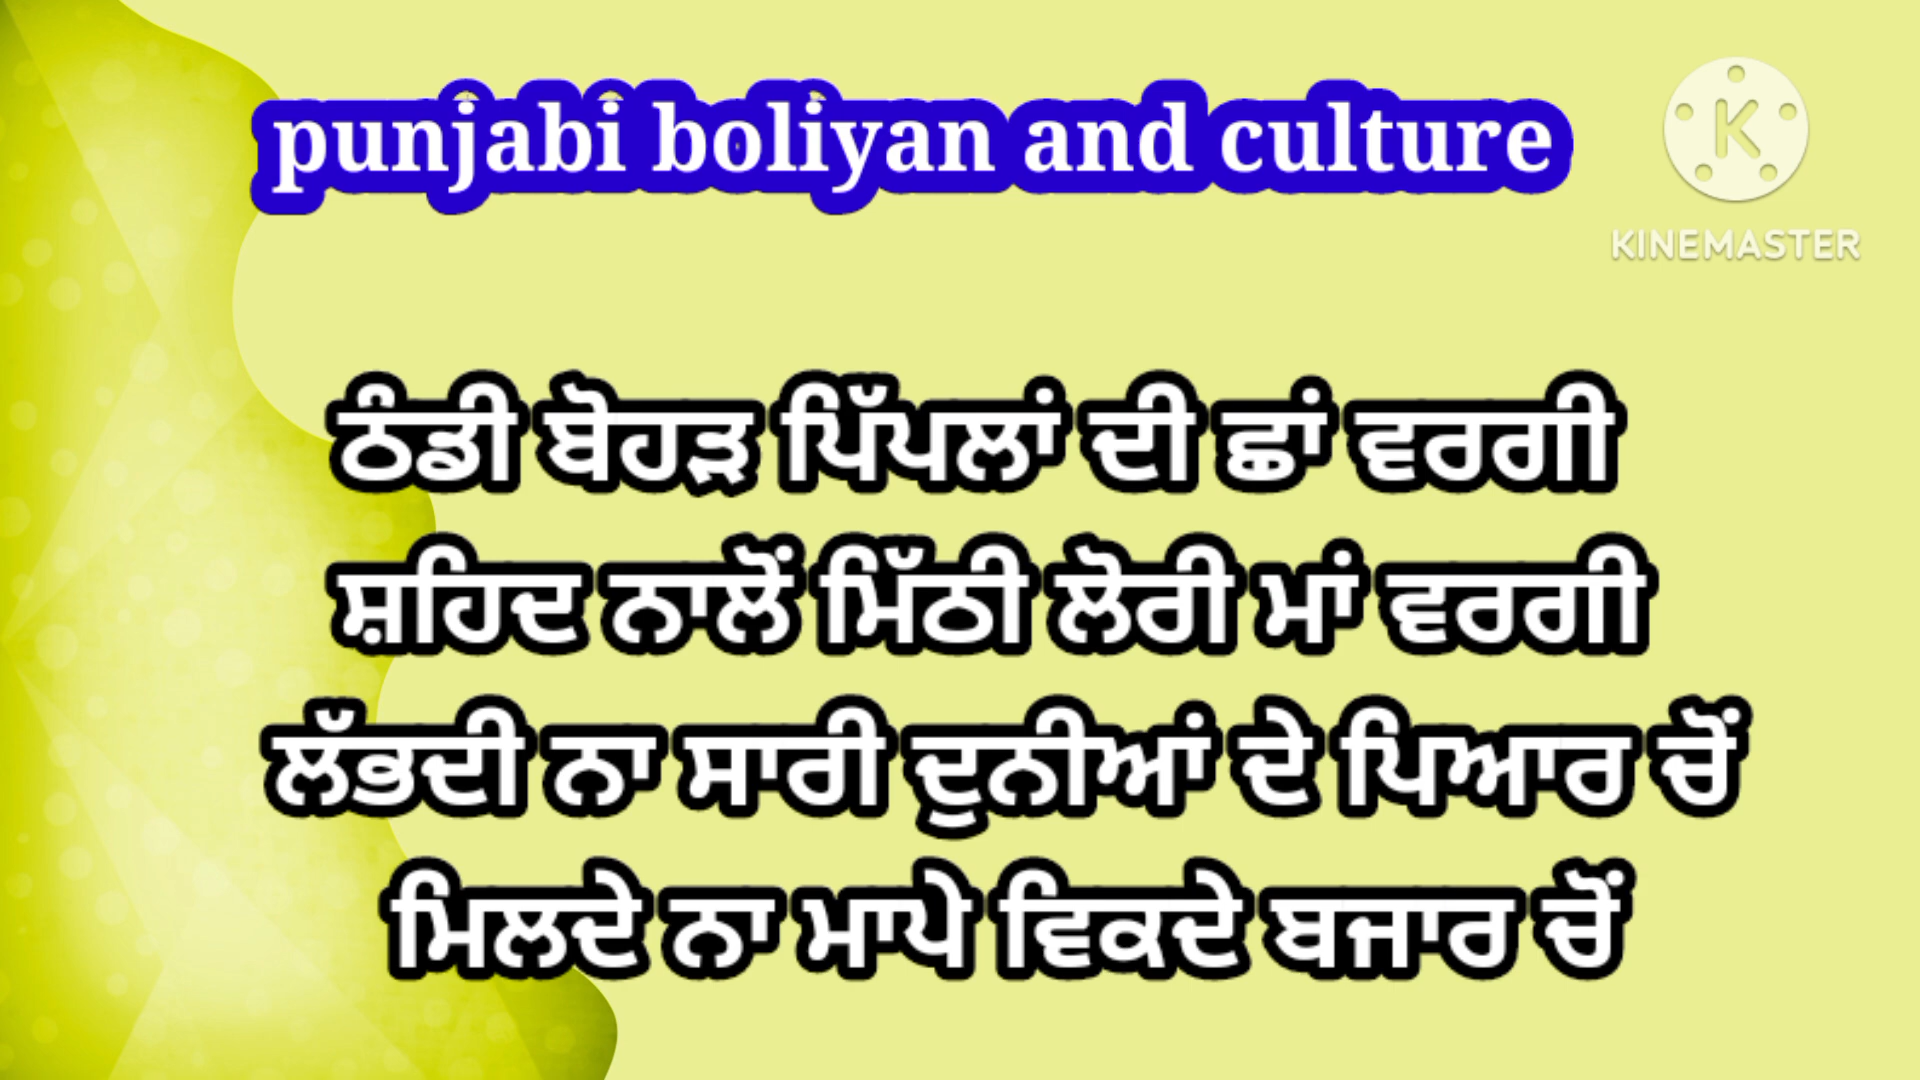 punjabi boliyan and culture
K
KINEMASTER
ਠੰਡੀ ਬੋਹੜ ਪਿੱਪਲਾਂ ਦੀ ਛਾਂ ਵਰਗੀ
ਸ਼ਹਿਦ ਨਾਲੋਂ ਮਿੱਠੀ ਲੋਰੀ ਮਾਂ ਵਰਗੀ
ਲੱਭਦੀ ਨਾ ਸਾਰੀ ਦੁਨੀਆਂ ਦੇ ਪਿਆਰ ਚੋਂ
ਮਿਲਦੇ ਨਾ ਮਾਪੇ ਵਿਕਦੇ ਬਜਾਰ ਚੋਂ